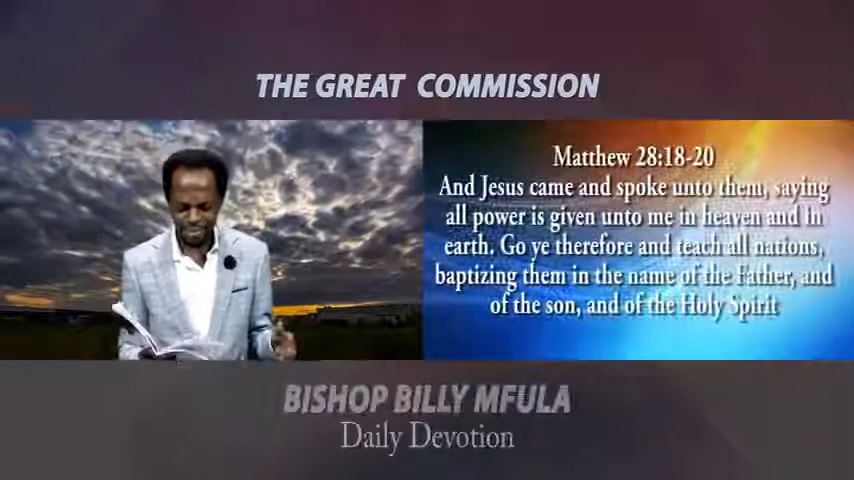 THE GREAT COMMISSION
Matthew 28:18-20
And Jesus came and spoke unto them, saying
all power is given unto me in heaven and in
earth. Go ye therefore and teach all nations,
baptizing them in the name of the Father, and
of the son, and of the Holy Spirit
BISHOP BILLY MFULA
Daily Devotion